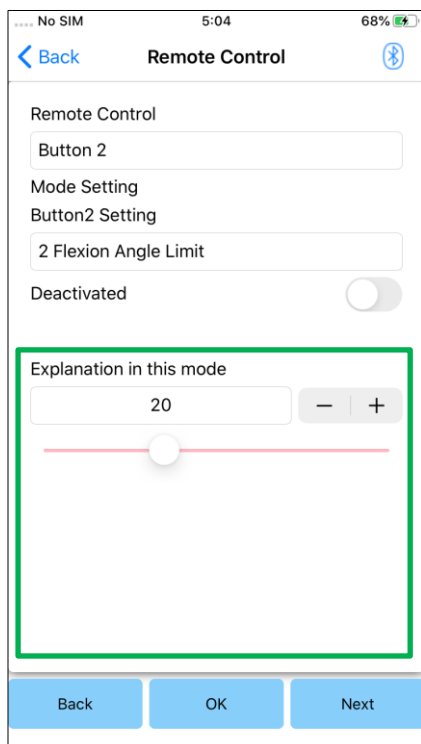 .... No SIM 5:04 68%
Back Remote Control
Remote Control
Button 2
Mode Setting
Button2 Setting
2 Flexion Angle Limit
Deactivated
Explanation in this mode
20 − +
Back OK Next